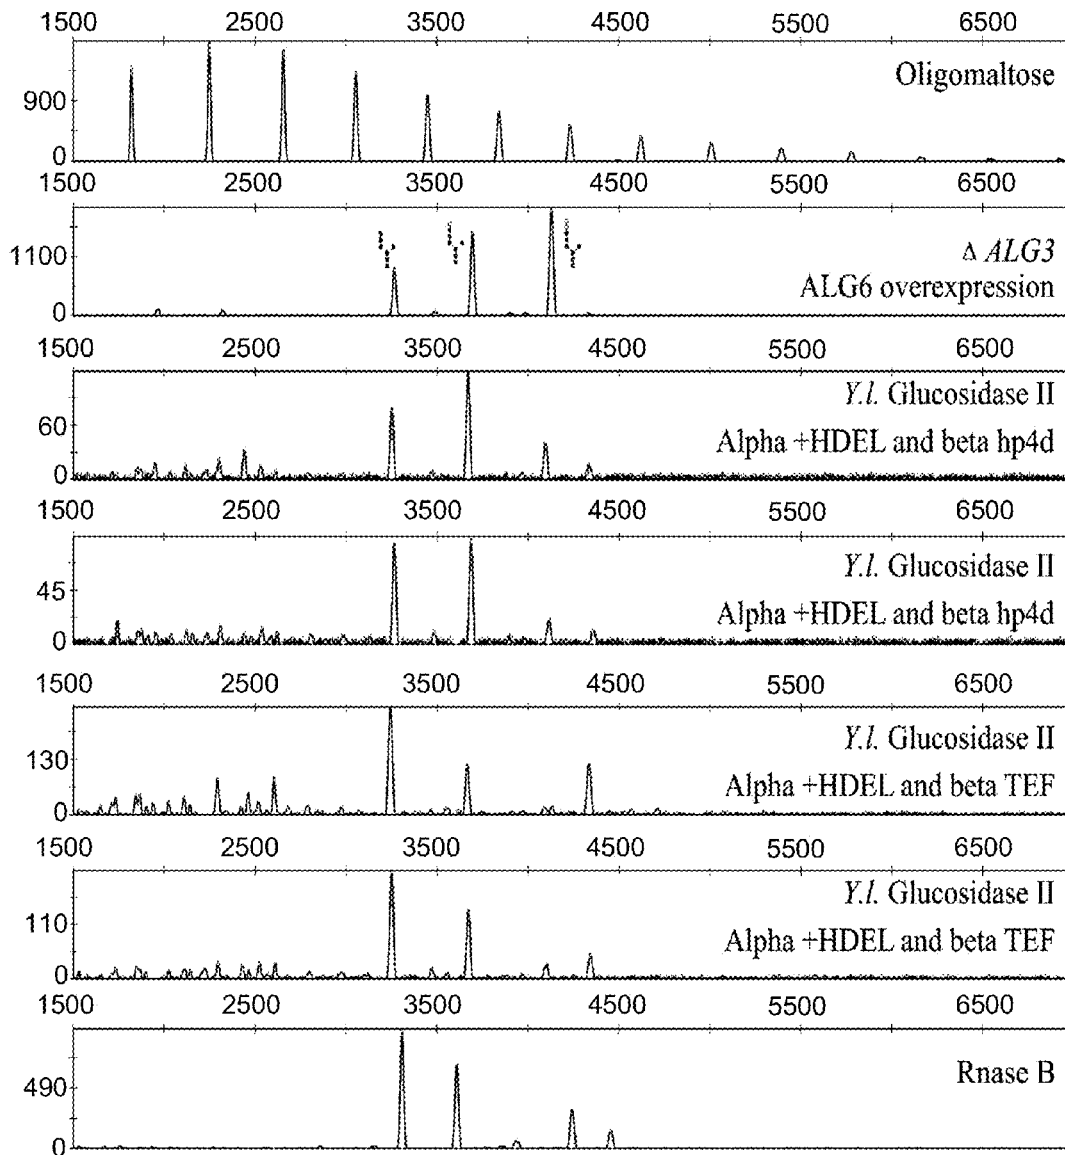 1500 2500 3500 4500 5500 6500
Oligomaltose
900
0
1500 2500 3500 4500 5500 6500
Δ ALG3
1100
ALG6 overexpression
0
1500 2500 3500 4500 5500 6500
Y.l. Glucosidase II
60
Alpha +HDEL and beta hp4d
0
1500 2500 3500 4500 5500 6500
Y.l. Glucosidase II
45
Alpha +HDEL and beta hp4d
0
1500 2500 3500 4500 5500 6500
Y.l. Glucosidase II
130
Alpha +HDEL and beta TEF
0
1500 2500 3500 4500 5500 6500
Y.l. Glucosidase II
110
Alpha +HDEL and beta TEF
0
1500 2500 3500 4500 5500 6500
Rnase B
490
0